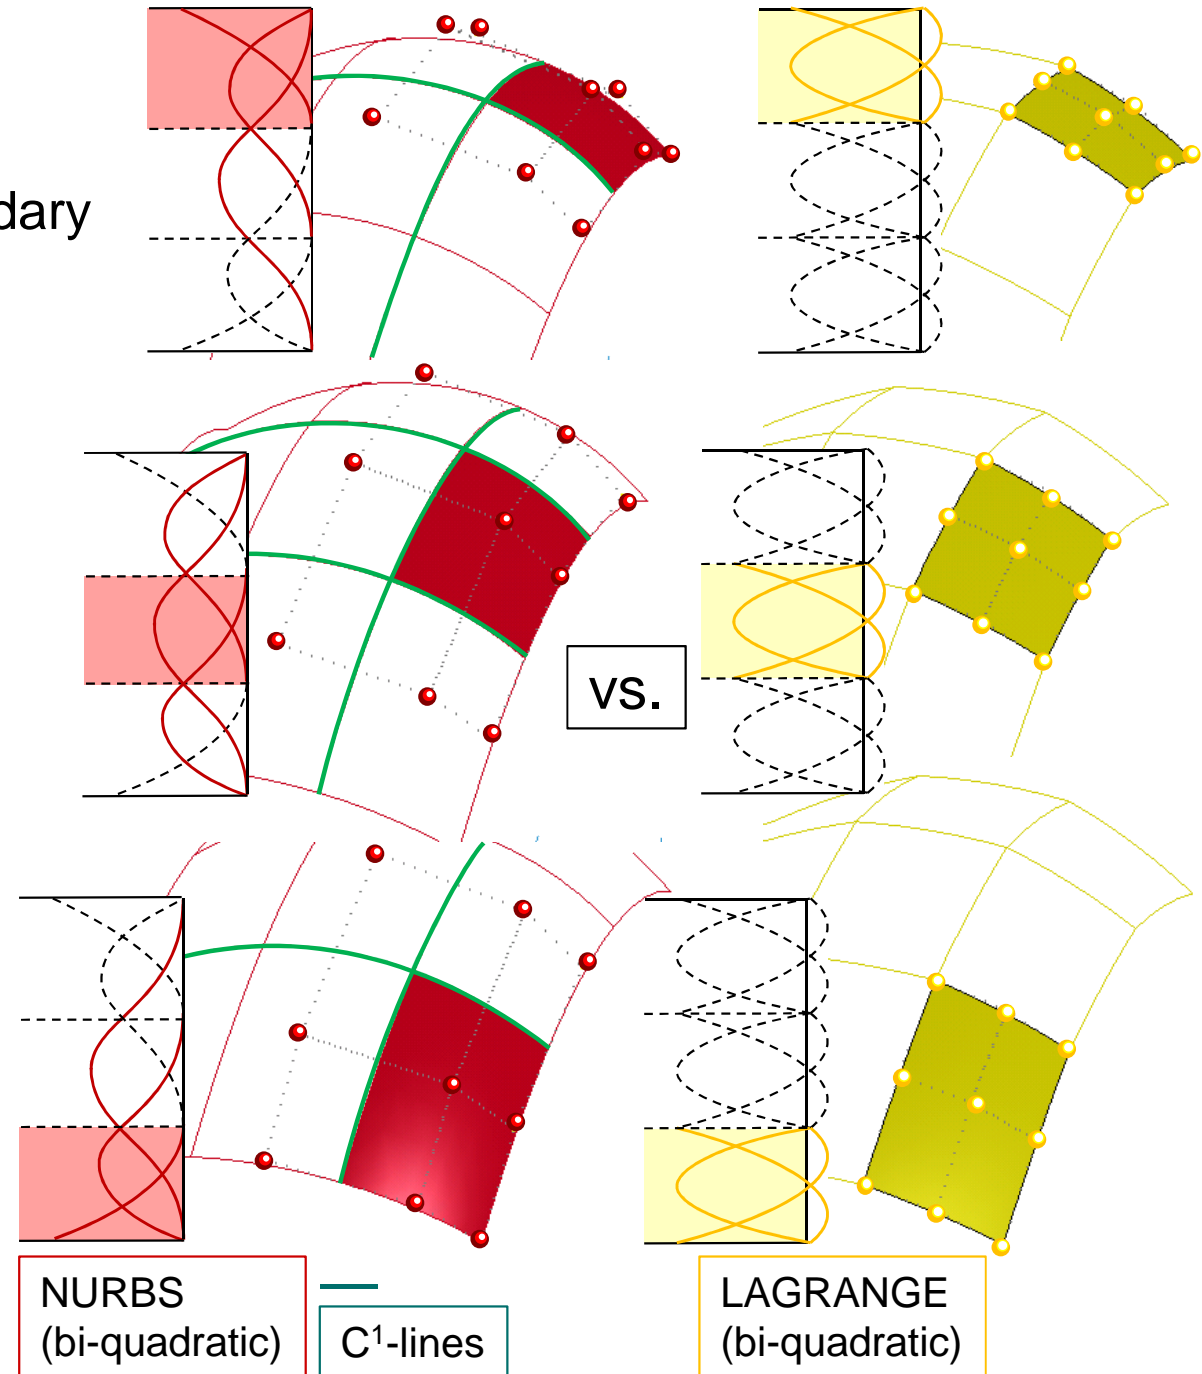 dary
vs.
NURBS
(bi-quadratic)
C¹-lines
LAGRANGE
(bi-quadratic)